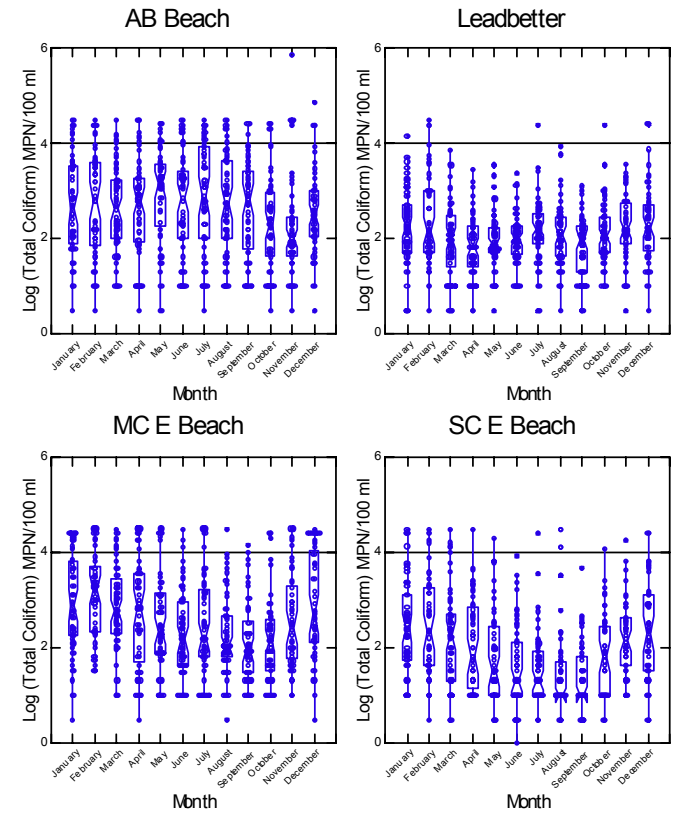 AB Beach
6
4
2
0
Log (Total Coliform) MPN/100 ml
January
February
March
April
May
June
July
August
September
October
November
December
Month
Leadbetter
6
4
2
0
Log (Total Coliform) MPN/100 ml
January
February
March
April
May
June
July
August
September
October
November
December
Month
MC E Beach
6
4
2
0
Log (Total Coliform) MPN/100 ml
January
February
March
April
May
June
July
August
September
October
November
December
Month
SC E Beach
6
4
2
0
Log (Total Coliform) MPN/100 ml
January
February
March
April
May
June
July
August
September
October
November
December
Month